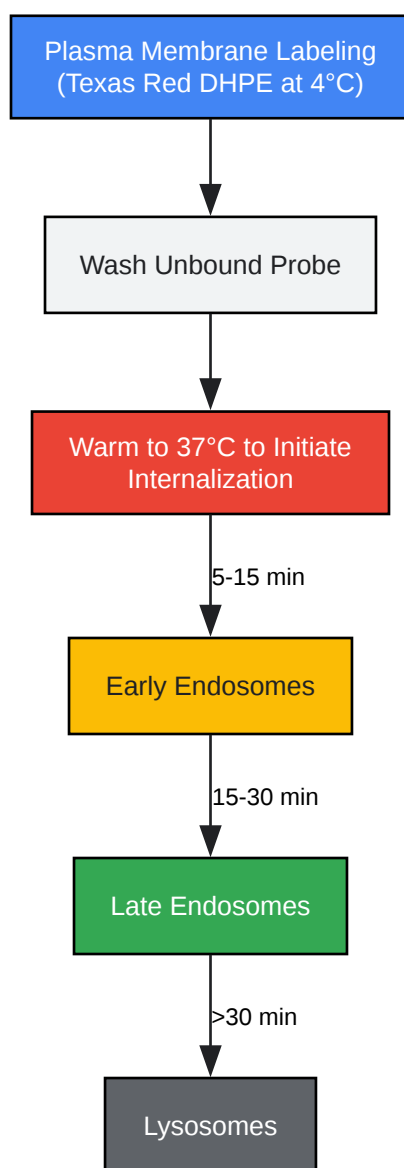 Plasma Membrane Labeling
(Texas Red DHPE at 4°C)
Wash Unbound Probe
Warm to 37°C to Initiate
Internalization
5-15 min
Early Endosomes
15-30 min
Late Endosomes
>30 min
Lysosomes